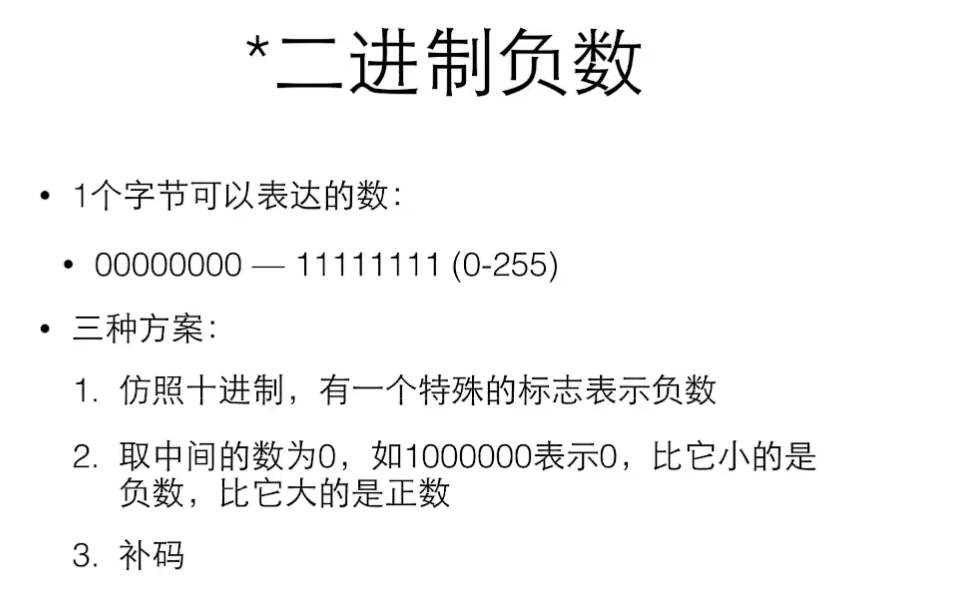 *二进制负数
• 1个字节可以表达的数：
• 00000000 — 11111111 (0-255)
• 三种方案：
1. 仿照十进制，有一个特殊的标志表示负数
2. 取中间的数为0，如1000000表示0，比它小的是
负数，比它大的是正数
3. 补码